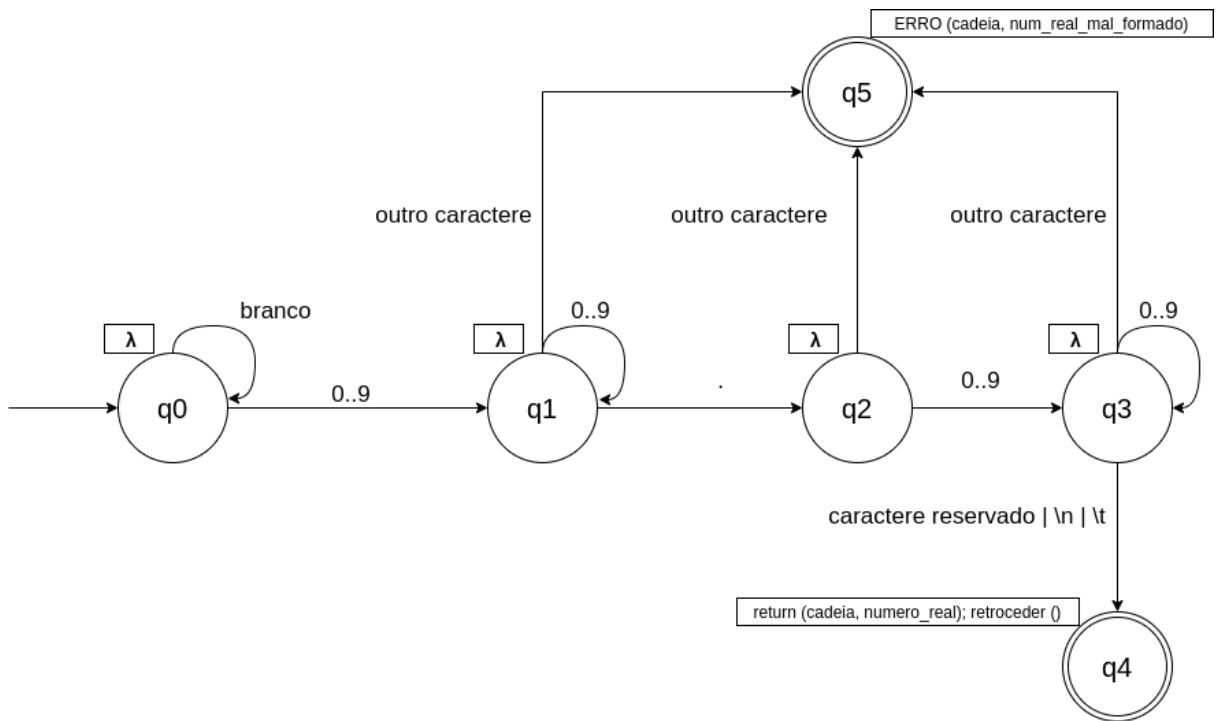 ERRO (cadeia, num_real_mal_formado)
q5
outro caractere
outro caractere
outro caractere
branco
0..9
0..9
λ
λ
λ
λ
q0
0..9
q1
.
q2
0..9
q3
caractere reservado | \n | \t
return (cadeia, numero_real); retroceder ()
q4